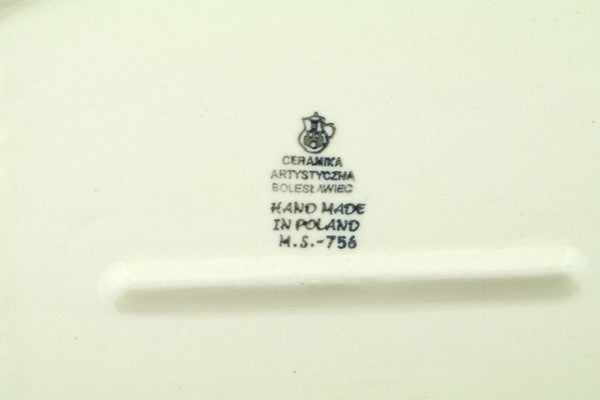 CERAMIKA
ARTYSTYCZNA
BOLESŁAWIEC
HAND MADE
IN POLAND
M.S.-756